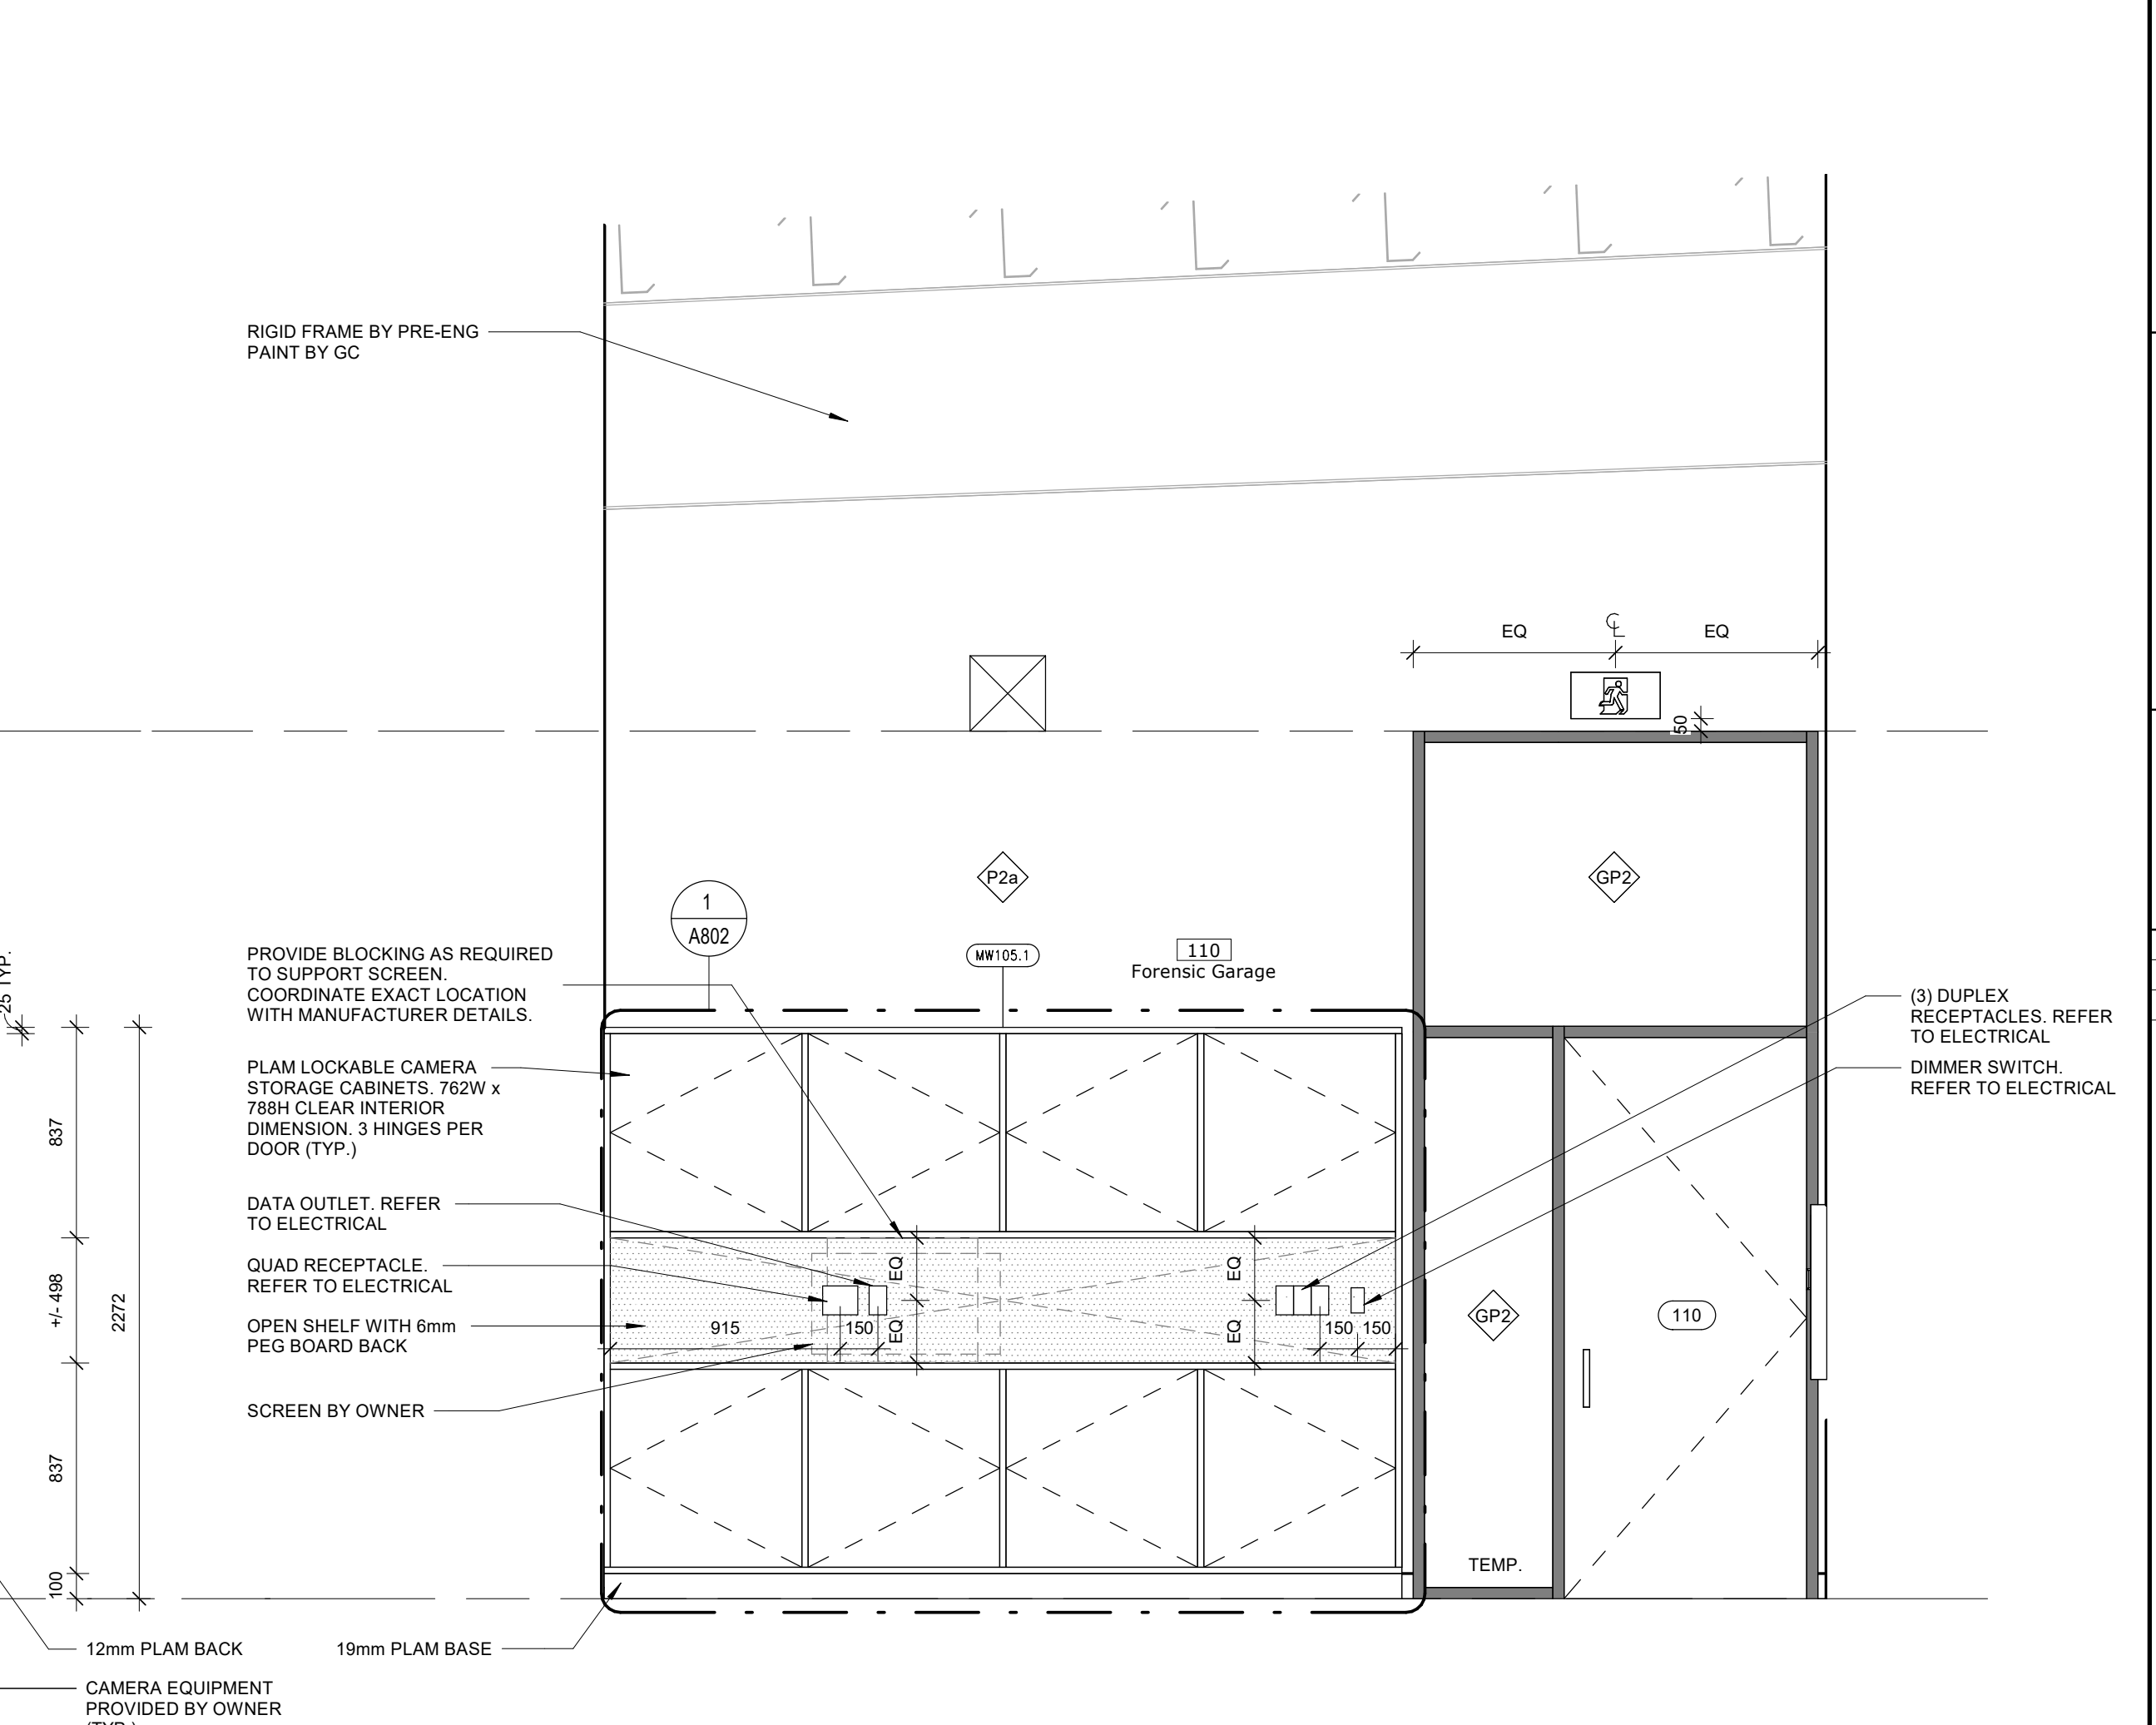 RIGID FRAME BY PRE-ENG
PAINT BY GC
EQ
EQ
50
P2a
GP2
1
A802
MW105.1
110
Forensic Garage
25 TYP.
PROVIDE BLOCKING AS REQUIRED
TO SUPPORT SCREEN.
COORDINATE EXACT LOCATION
WITH MANUFACTURER DETAILS.
(3) DUPLEX
RECEPTACLES. REFER
TO ELECTRICAL
DIMMER SWITCH.
REFER TO ELECTRICAL
PLAM LOCKABLE CAMERA
STORAGE CABINETS. 762W x
788H CLEAR INTERIOR
DIMENSION. 3 HINGES PER
DOOR (TYP.)
837
DATA OUTLET. REFER
TO ELECTRICAL
QUAD RECEPTACLE.
REFER TO ELECTRICAL
+/- 498
2272
OPEN SHELF WITH 6mm
PEG BOARD BACK
EQ
EQ
915
150
EQ
EQ
150
150
GP2
110
SCREEN BY OWNER
837
TEMP.
100
12mm PLAM BACK
19mm PLAM BASE
CAMERA EQUIPMENT
PROVIDED BY OWNER
(TYP.)